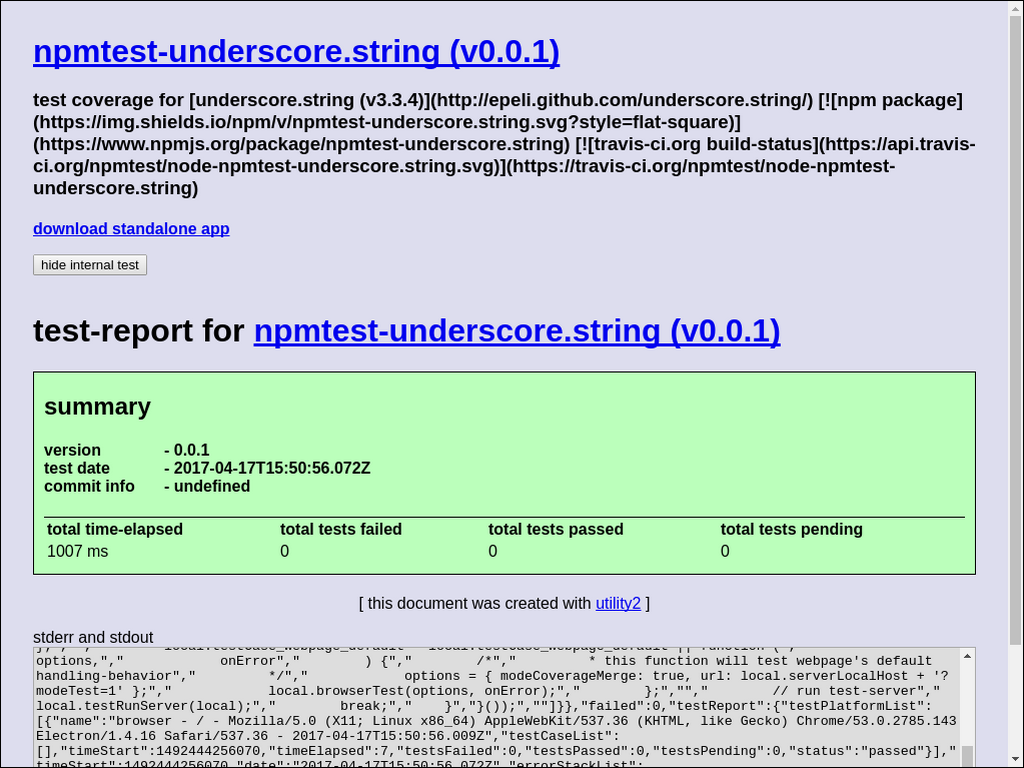 npmtest-underscore.string (v0.0.1)
test coverage for [underscore.string (v3.3.4)](http://epeli.github.com/underscore.string/) [![npm package]
(https://img.shields.io/npm/v/npmtest-underscore.string.svg?style=flat-square)]
(https://www.npmjs.org/package/npmtest-underscore.string) [![travis-ci.org build-status](https://api.travis-
ci.org/npmtest/node-npmtest-underscore.string.svg)](https://travis-ci.org/npmtest/node-npmtest-
underscore.string)
download standalone app
hide internal test
test-report for npmtest-underscore.string (v0.0.1)
summary
version - 0.0.1
test date - 2017-04-17T15:50:56.072Z
commit info - undefined
total time-elapsed total tests failed total tests passed total tests pending
1007 ms 0 0 0
[ this document was created with utility2 ]
stderr and stdout
options,"," onError"," ) {"," /*"," * this function will test webpage's default
handling-behavior"," */"," options = { modeCoverageMerge: true, url: local.serverLocalHost + '?
modeTest=1' };"," local.browserTest(options, onError);"," };",""," // run test-server","
local.testRunServer(local);"," break;"," }","}());",""]}},"failed":0,"testReport":{"testPlatformList":
[{"name":"browser - / - Mozilla/5.0 (X11; Linux x86_64) AppleWebKit/537.36 (KHTML, like Gecko) Chrome/53.0.2785.143
Electron/1.4.16 Safari/537.36 - 2017-04-17T15:50:56.009Z","testCaseList":
[],"timeStart":1492444256070,"timeElapsed":7,"testsFailed":0,"testsPassed":0,"testsPending":0,"status":"passed"}],"
timeStart":1492444256070,"date":"2017-04-17T15:50:56.072Z","errorStackList":